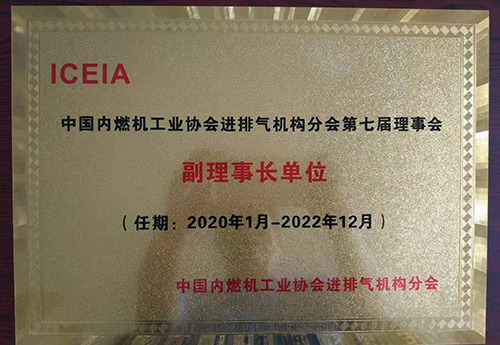 ICEIA
中国内燃机工业协会进排气机构分会第七届理事会
副理事长单位
（任期：2020年1月-2022年12月）
中国内燃机工业协会进排气机构分会